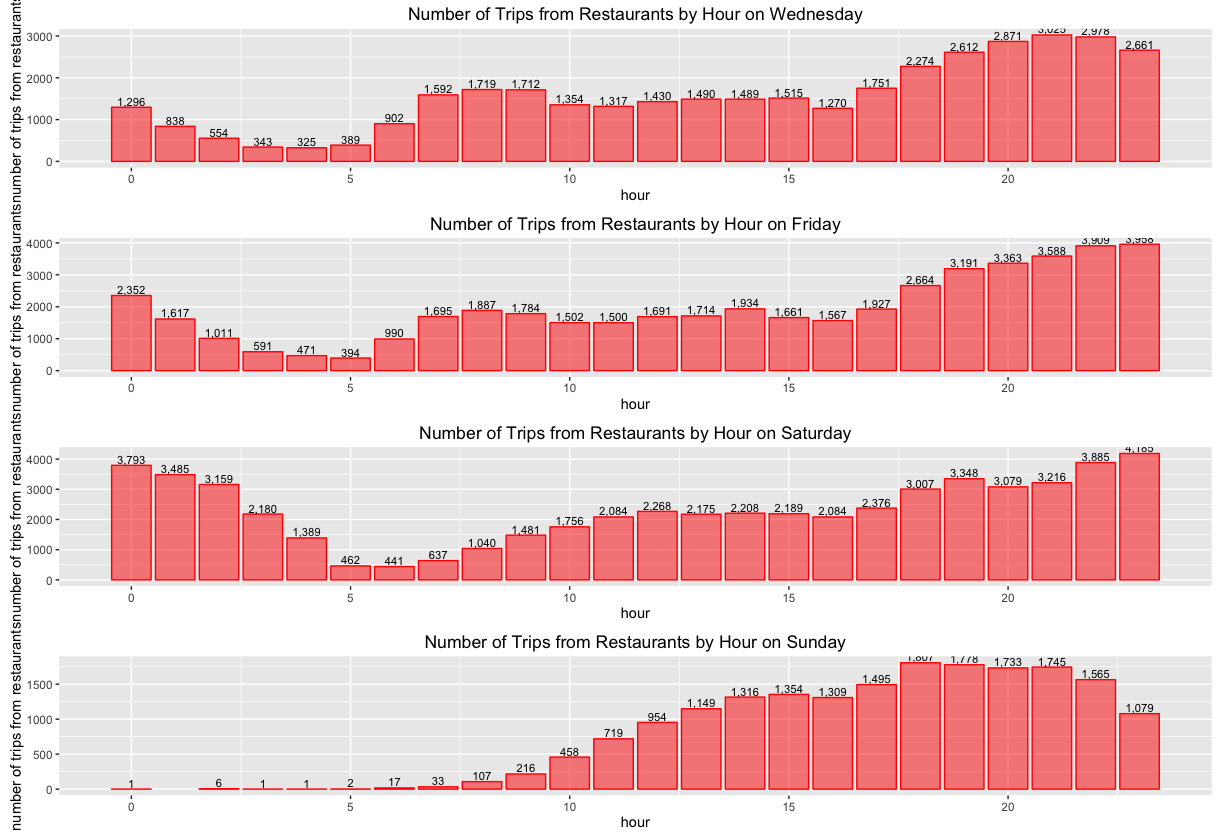 Number of Trips from Restaurants by Hour on Wednesday
number of trips from restaurants
3000
2000
1000
0
1,296 838 554 343 325 389 902 1,592 1,719 1,712 1,354 1,317 1,430 1,490 1,489 1,515 1,270 1,751 2,274 2,612 2,871 3,025 2,978 2,661
0 5 10 15 20
hour
Number of Trips from Restaurants by Hour on Friday
number of trips from restaurants
4000
3000
2000
1000
0
2,352 1,617 1,011 591 471 394 990 1,695 1,887 1,784 1,502 1,500 1,691 1,714 1,934 1,661 1,567 1,927 2,664 3,191 3,363 3,588 3,909 3,958
0 5 10 15 20
hour
Number of Trips from Restaurants by Hour on Saturday
number of trips from restaurants
4000
3000
2000
1000
0
3,793 3,485 3,159 2,180 1,389 462 441 637 1,040 1,481 1,756 2,084 2,268 2,175 2,208 2,189 2,084 2,376 3,007 3,348 3,079 3,216 3,885 4,185
0 5 10 15 20
hour
Number of Trips from Restaurants by Hour on Sunday
number of trips from restaurants
1500
1000
500
0
1 6 1 1 2 17 33 107 216 458 719 954 1,149 1,316 1,354 1,309 1,495 1,807 1,778 1,733 1,745 1,565 1,079
0 5 10 15 20
hour